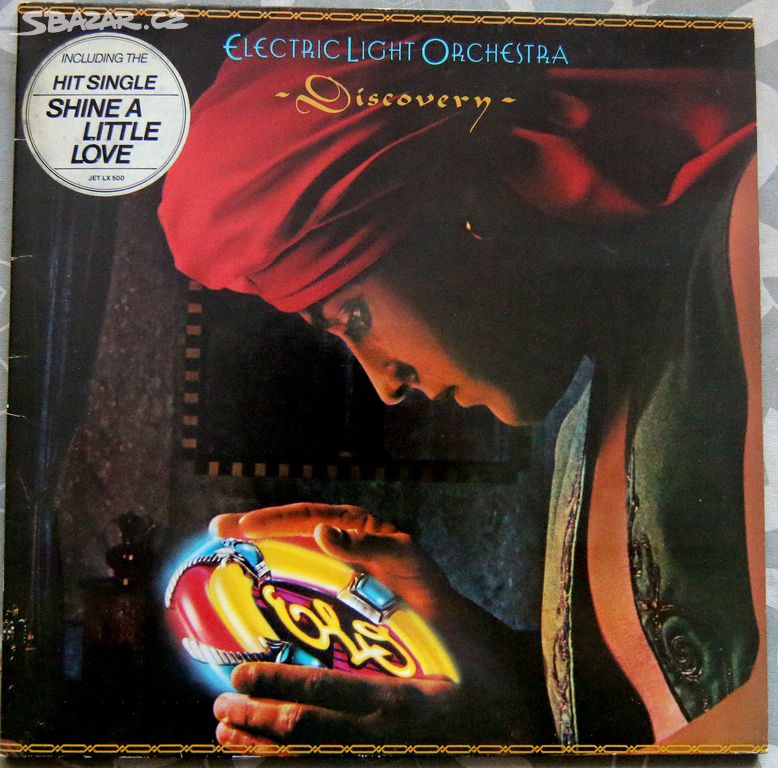 SBAZAR.CZ
INCLUDING THE
HIT SINGLE
SHINE A
LITTLE
LOVE
JET LX 500
ELECTRIC LIGHT ORCHESTRA
-Discovery-
ELO